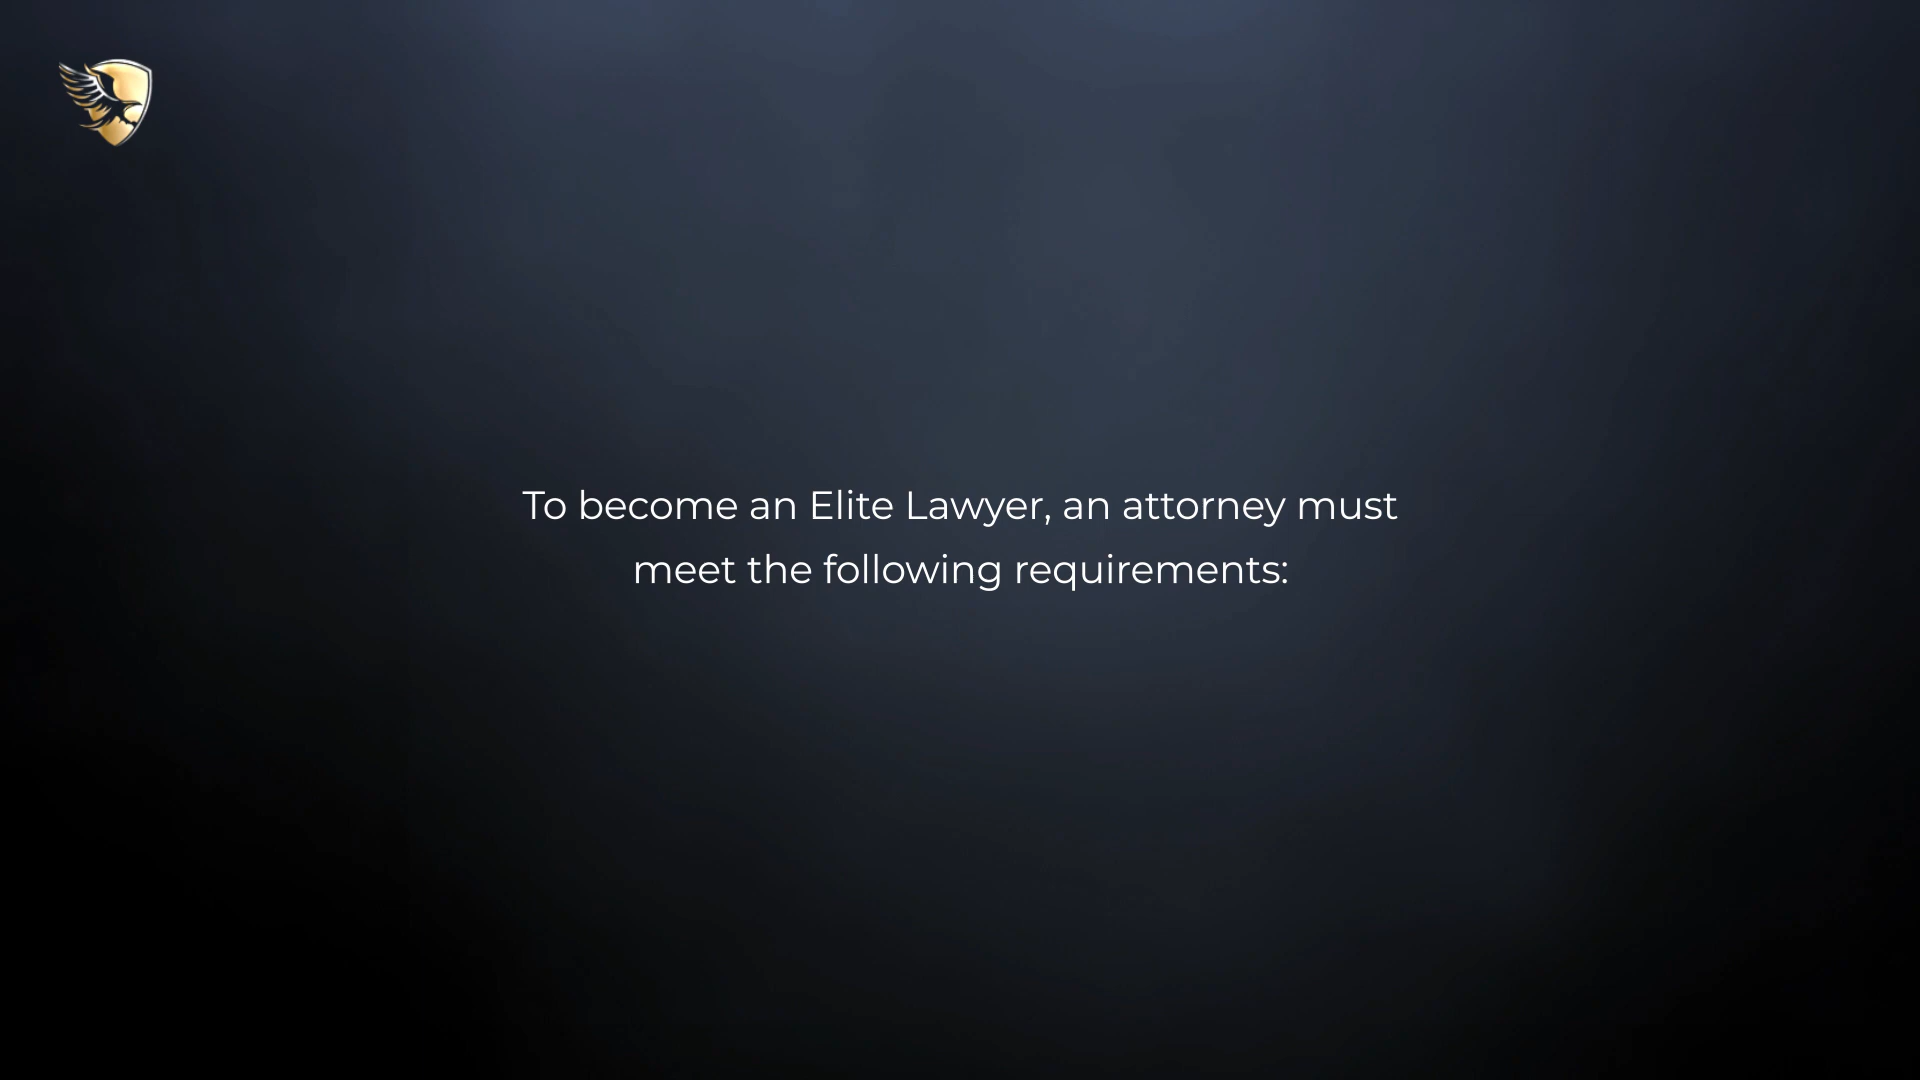 To become an Elite Lawyer, an attorney must
meet the following requirements: